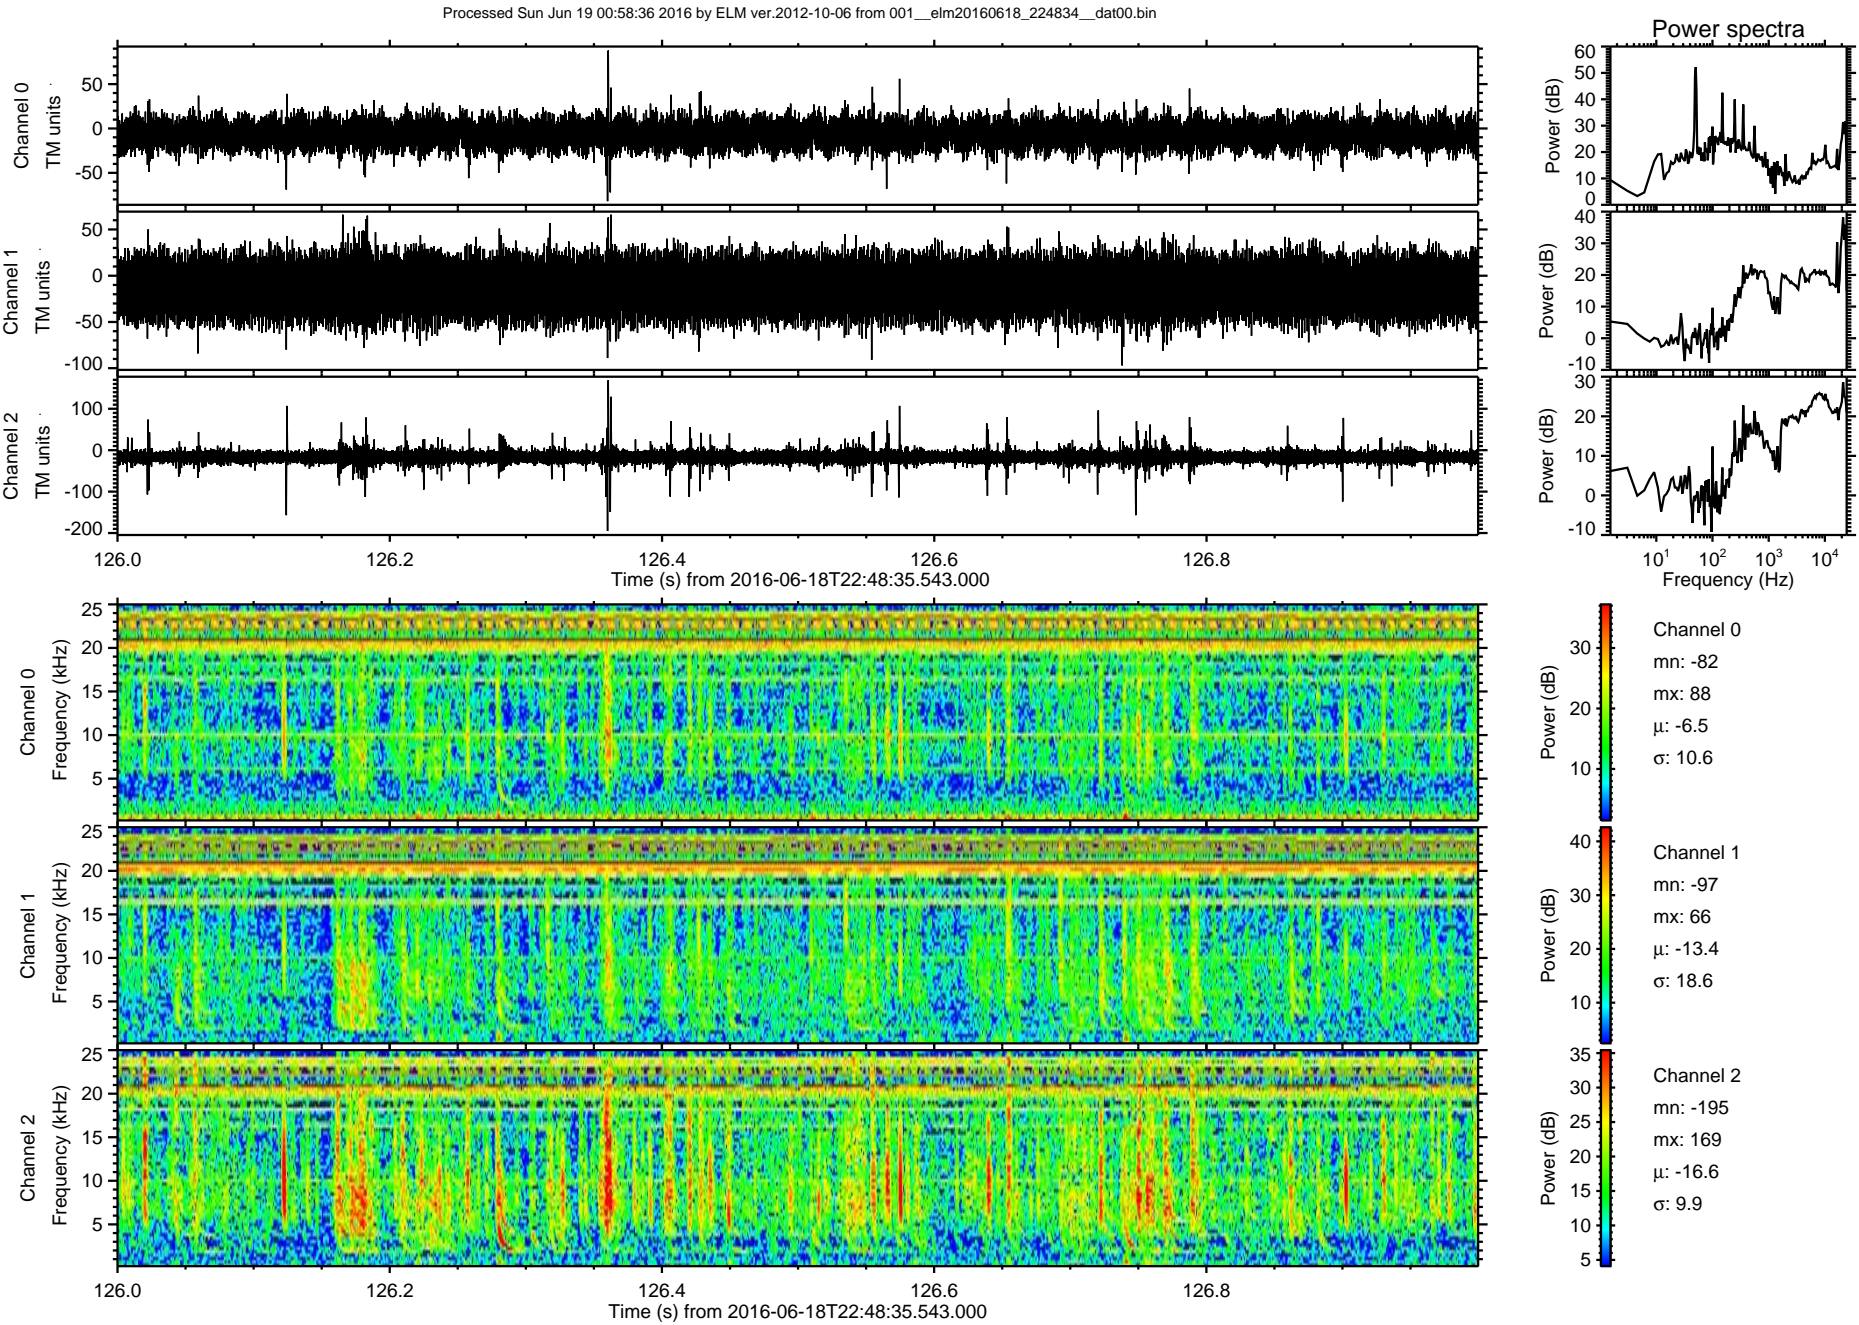 Processed Sun Jun 19 00:58:36 2016 by ELM ver.2012-10-06 from 001__elm20160618_224834__dat00.bin
Power spectra
Channel 0
TM units
50
0
-50
Power (dB)
60
50
40
30
20
10
0
Channel 1
TM units
50
0
-50
-100
Power (dB)
40
30
20
10
0
-10
Channel 2
TM units
100
0
-100
-200
Power (dB)
30
20
10
0
-10
126.0 126.2 126.4 126.6 126.8
Time (s) from 2016-06-18T22:48:35.543.000
10^1 10^2 10^3 10^4
Frequency (Hz)
Channel 0
Frequency (kHz)
25
20
15
10
5
Power (dB)
30
20
10
Channel 0
mn: -82
mx: 88
μ: -6.5
σ: 10.6
Channel 1
Frequency (kHz)
25
20
15
10
5
Power (dB)
40
30
20
10
Channel 1
mn: -97
mx: 66
μ: -13.4
σ: 18.6
Channel 2
Frequency (kHz)
25
20
15
10
5
Power (dB)
35
30
25
20
15
10
5
Channel 2
mn: -195
mx: 169
μ: -16.6
σ: 9.9
126.0 126.2 126.4 126.6 126.8
Time (s) from 2016-06-18T22:48:35.543.000